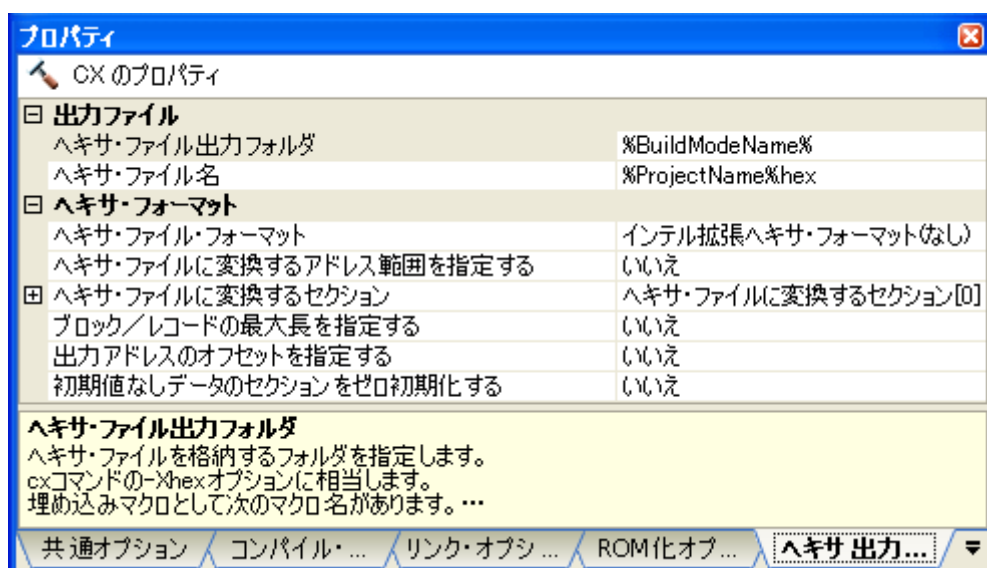 プロパティ
CX のプロパティ
出力ファイル
ヘキサ・ファイル出力フォルダ %BuildModeName%
ヘキサ・ファイル名 %ProjectName%hex
ヘキサ・フォーマット
ヘキサ・ファイル・フォーマット インテル拡張ヘキサ・フォーマット(なし)
ヘキサ・ファイルに変換するアドレス範囲を指定する いいえ
ヘキサ・ファイルに変換するセクション ヘキサ・ファイルに変換するセクション[0]
ブロック/レコードの最大長を指定する いいえ
出力アドレスのオフセットを指定する いいえ
初期値なしデータのセクションをゼロ初期化する いいえ
ヘキサ・ファイル出力フォルダ
ヘキサ・ファイルを格納するフォルダを指定します。
cxコマンドの-Xhexオプションに相当します。
埋め込みマクロとして次のマクロ名があります。…
共通オプション コンパイル・... リンク・オプシ ... ROM化オプ... ヘキサ 出力...